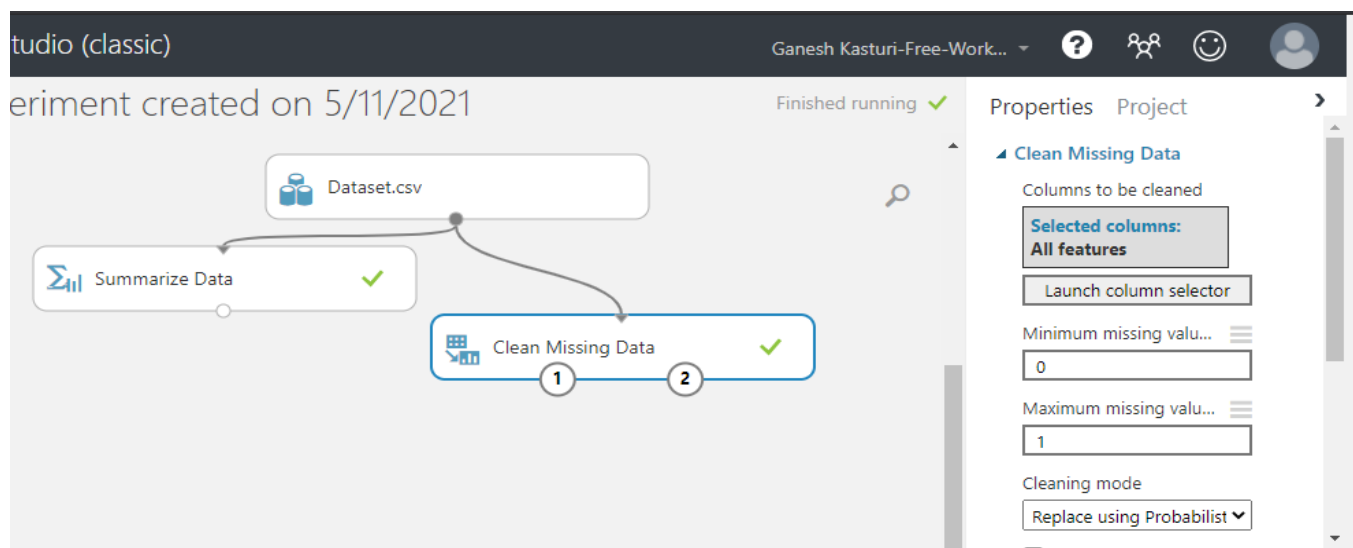 tudio (classic)
Ganesh Kasturi-Free-Work...
?
eriment created on 5/11/2021
Finished running
Properties Project
Dataset.csv
Summarize Data
Clean Missing Data
1
2
Clean Missing Data
Columns to be cleaned
Selected columns:
All features
Launch column selector
Minimum missing valu...
0
Maximum missing valu...
1
Cleaning mode
Replace using Probabilist